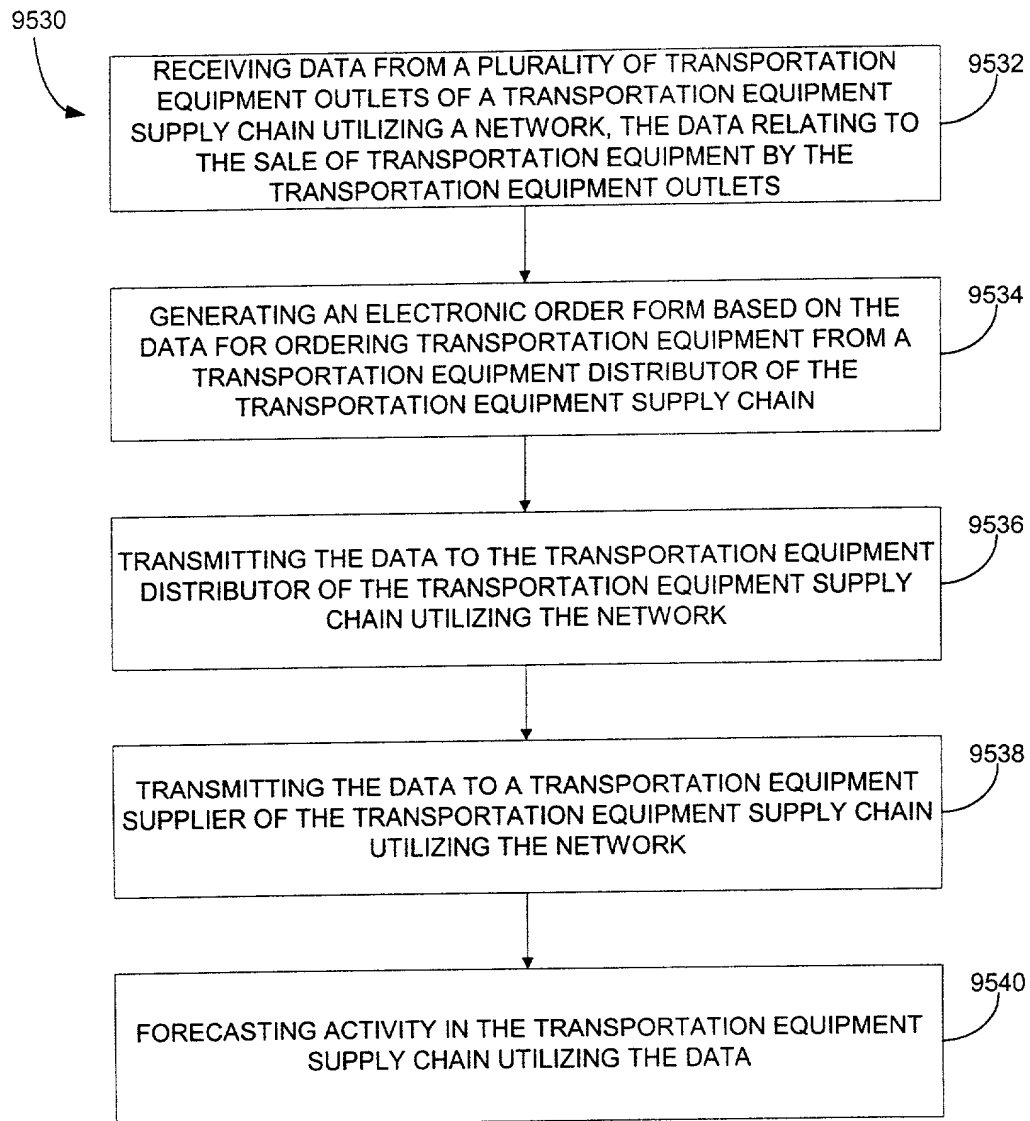 9530
RECEIVING DATA FROM A PLURALITY OF TRANSPORTATION
EQUIPMENT OUTLETS OF A TRANSPORTATION EQUIPMENT
SUPPLY CHAIN UTILIZING A NETWORK, THE DATA RELATING TO
THE SALE OF TRANSPORTATION EQUIPMENT BY THE
TRANSPORTATION EQUIPMENT OUTLETS
9532
GENERATING AN ELECTRONIC ORDER FORM BASED ON THE
DATA FOR ORDERING TRANSPORTATION EQUIPMENT FROM A
TRANSPORTATION EQUIPMENT DISTRIBUTOR OF THE
TRANSPORTATION EQUIPMENT SUPPLY CHAIN
9534
TRANSMITTING THE DATA TO THE TRANSPORTATION EQUIPMENT
DISTRIBUTOR OF THE TRANSPORTATION EQUIPMENT SUPPLY
CHAIN UTILIZING THE NETWORK
9536
TRANSMITTING THE DATA TO A TRANSPORTATION EQUIPMENT
SUPPLIER OF THE TRANSPORTATION EQUIPMENT SUPPLY CHAIN
UTILIZING THE NETWORK
9538
FORECASTING ACTIVITY IN THE TRANSPORTATION EQUIPMENT
SUPPLY CHAIN UTILIZING THE DATA
9540